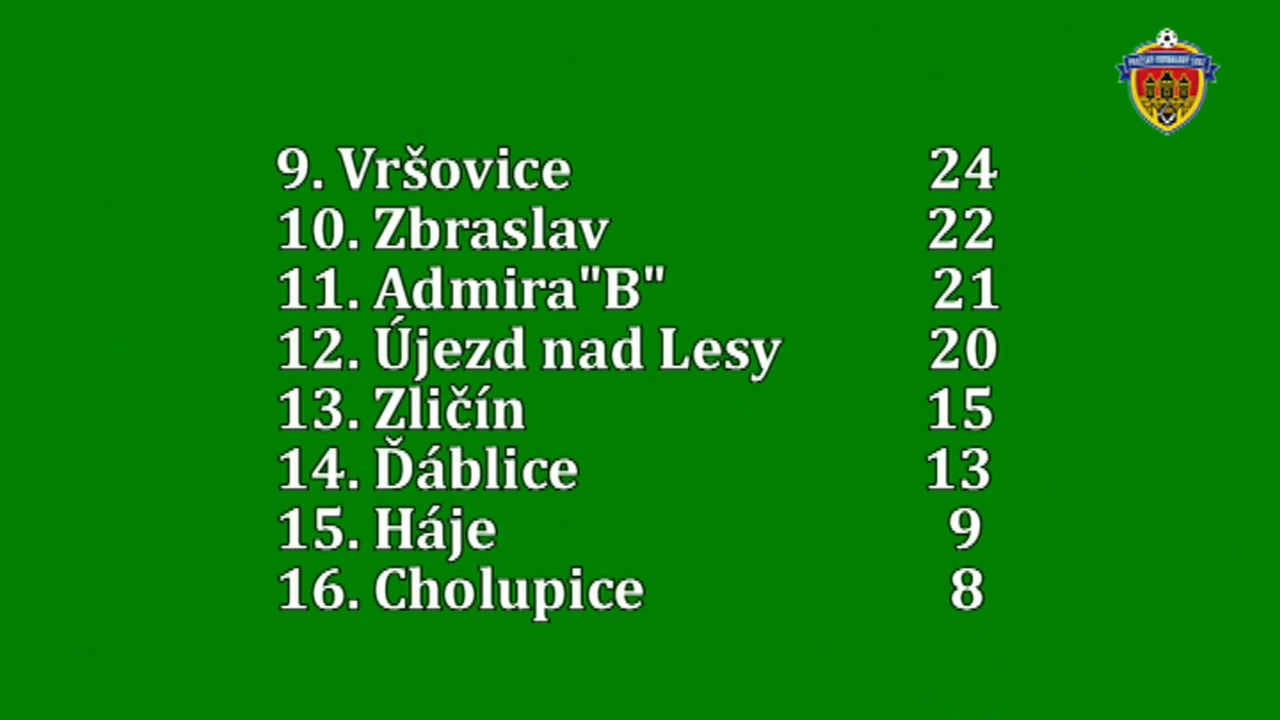 9. Vršovice 24
10. Zbraslav 22
11. Admira"B" 21
12. Újezd nad Lesy 20
13. Zličín 15
14. Ďáblice 13
15. Háje 9
16. Cholupice 8